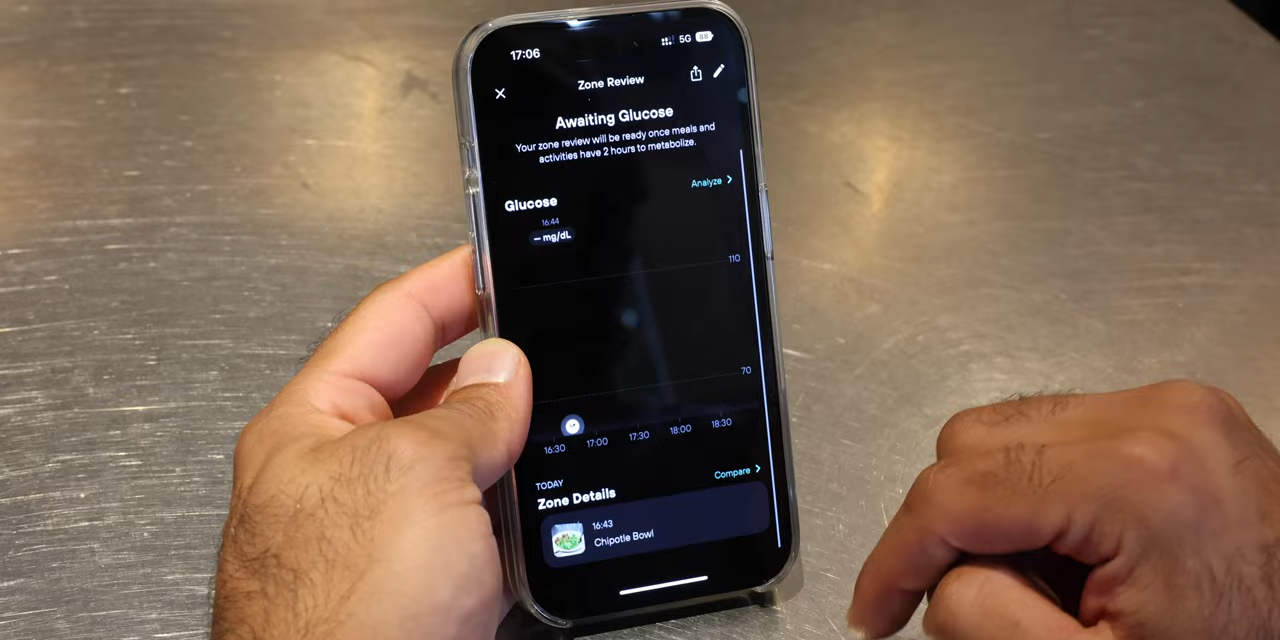 17:06
5G 88
Zone Review
Awaiting Glucose
Your zone review will be ready once meals and
activities have 2 hours to metabolize.
Analyze
Glucose
16:44
– mg/dL
110
70
16:30 17:00 17:30 18:00 18:30
TODAY
Compare
Zone Details
16:43
Chipotle Bowl